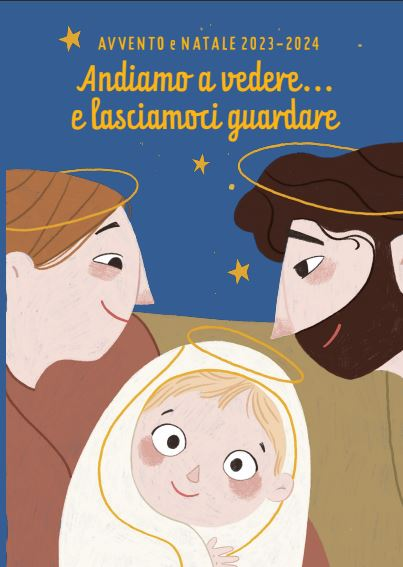 AVVENTO e NATALE 2023-2024
Andiamo a vedere...
e lasciamoci guardare